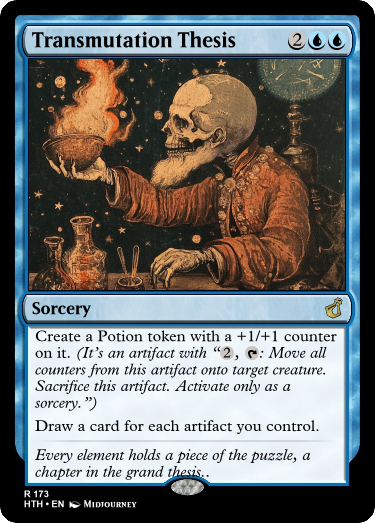 Transmutation Thesis 2
Sorcery
Create a Potion token with a +1/+1 counter
on it. (It's an artifact with “2, : Move all
counters from this artifact onto target creature.
Sacrifice this artifact. Activate only as a
sorcery.”)
Draw a card for each artifact you control.
Every element holds a piece of the puzzle, a
chapter in the grand thesis..
R 173
HTH • EN Midjourney